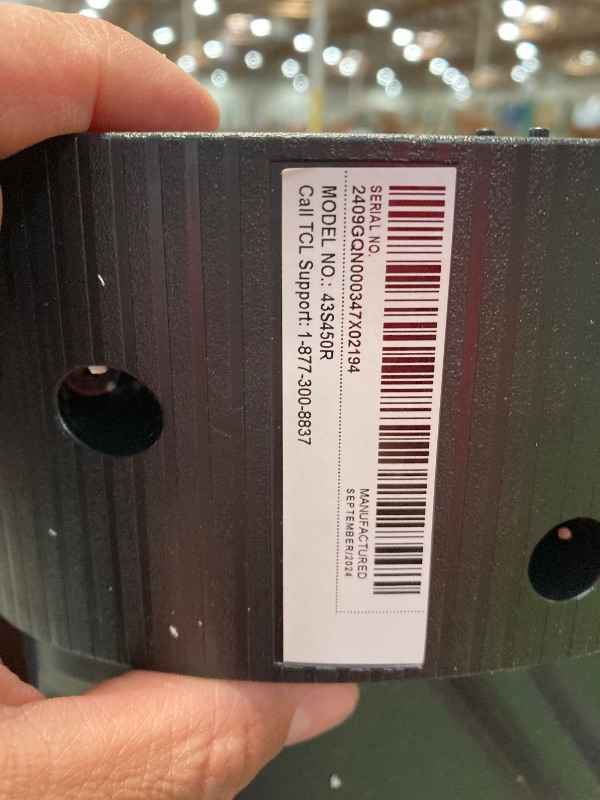 SERIAL NO.
2409GQN000347X02194
MANUFACTURED
SEPTEMBER/2024
MODEL NO.: 43S450R
Call TCL Support: 1-877-300-8837